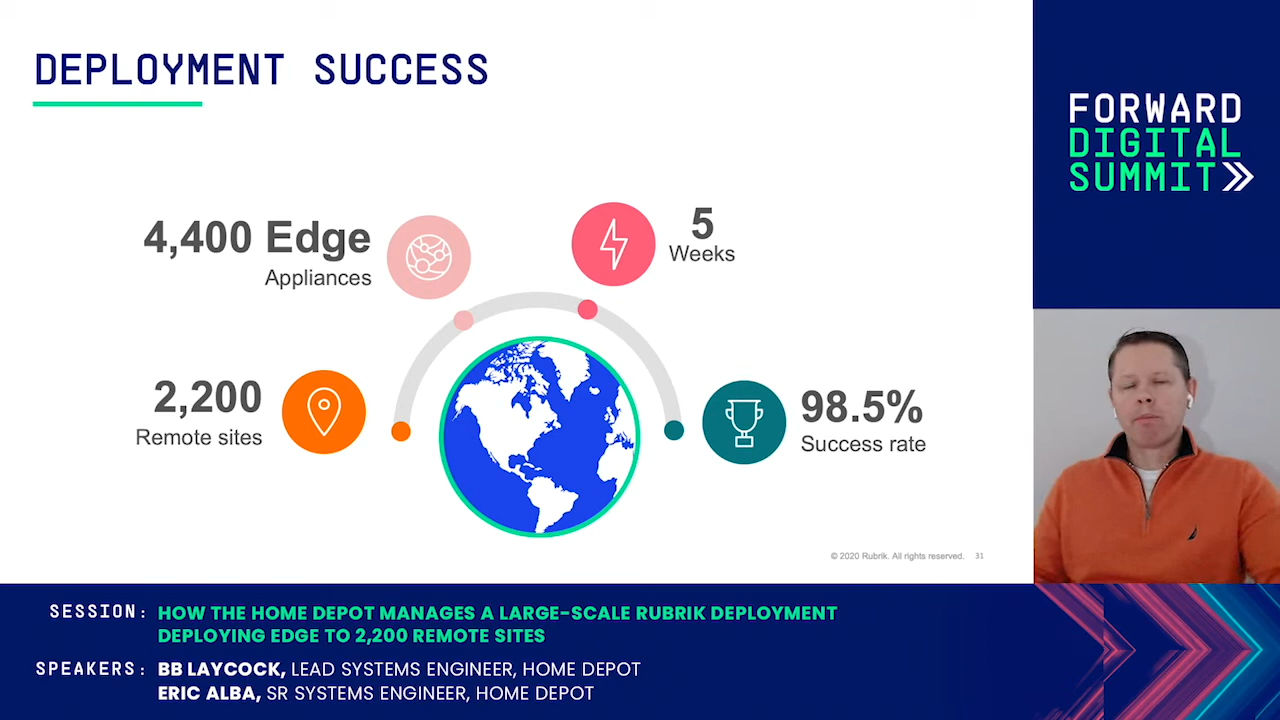 DEPLOYMENT SUCCESS
4,400 Edge
Appliances
5
Weeks
2,200
Remote sites
98.5%
Success rate
© 2020 Rubrik. All rights reserved. 31
FORWARD
DIGITAL
SUMMIT
SESSION: HOW THE HOME DEPOT MANAGES A LARGE-SCALE RUBRIK DEPLOYMENT
DEPLOYING EDGE TO 2,200 REMOTE SITES
SPEAKERS: BB LAYCOCK, LEAD SYSTEMS ENGINEER, HOME DEPOT
ERIC ALBA, SR SYSTEMS ENGINEER, HOME DEPOT